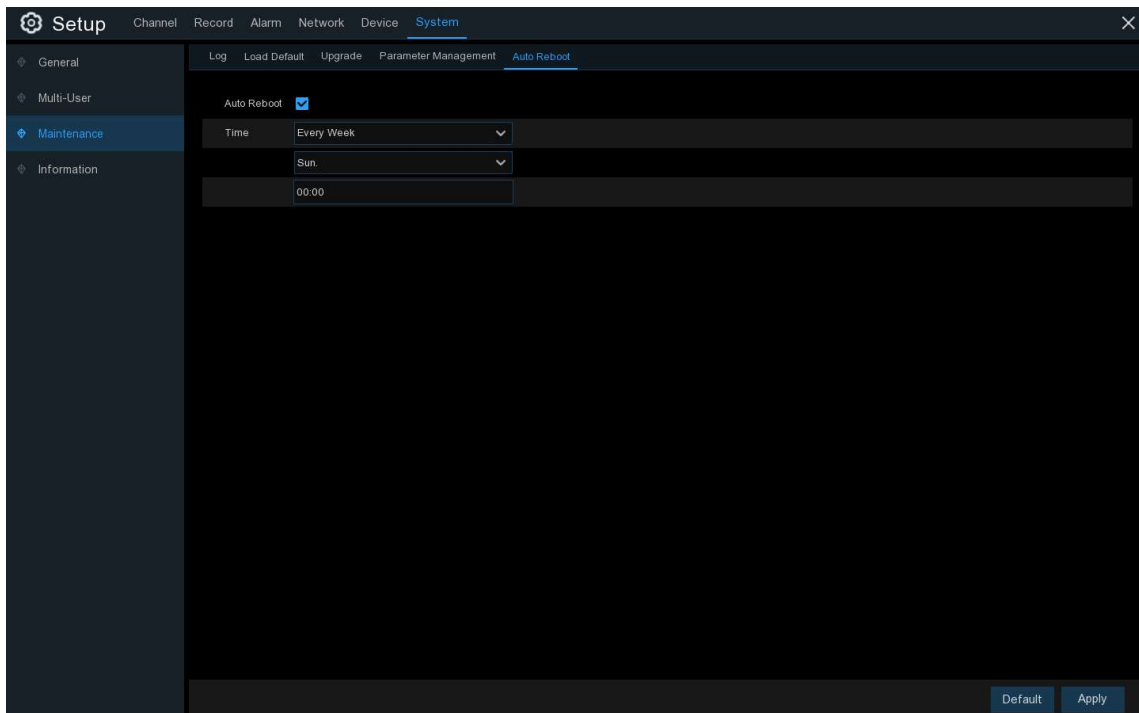 Setup Channel Record Alarm Network Device System
General
Multi-User
Maintenance
Information
Log Load Default Upgrade Parameter Management Auto Reboot
Auto Reboot
Time Every Week
Sun.
00:00
Default Apply